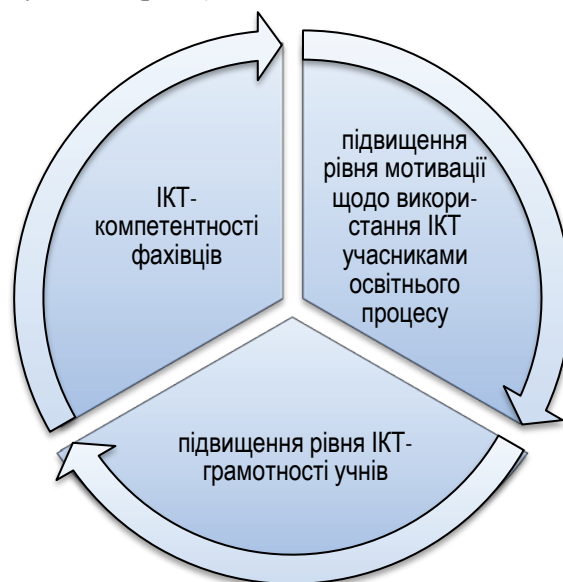 ІКТ-
компетентності
фахівців
підвищення
рівня мотивації
щодо викори-
стання ІКТ
учасниками
освітнього
процесу
підвищення рівня ІКТ-
грамотності учнів